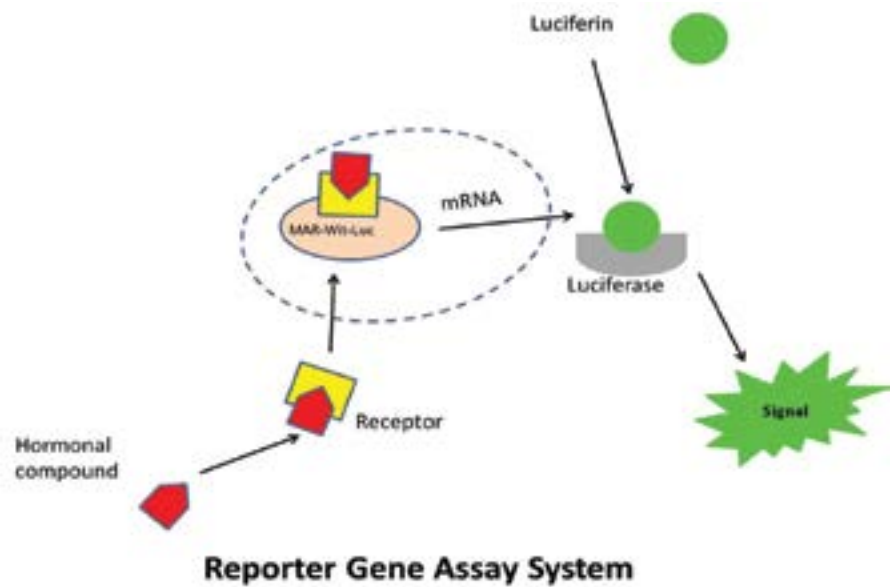 Luciferin
mRNA
MAR-Wit-Luc
Luciferase
Receptor
Signal
Hormonal
compound
Reporter Gene Assay System